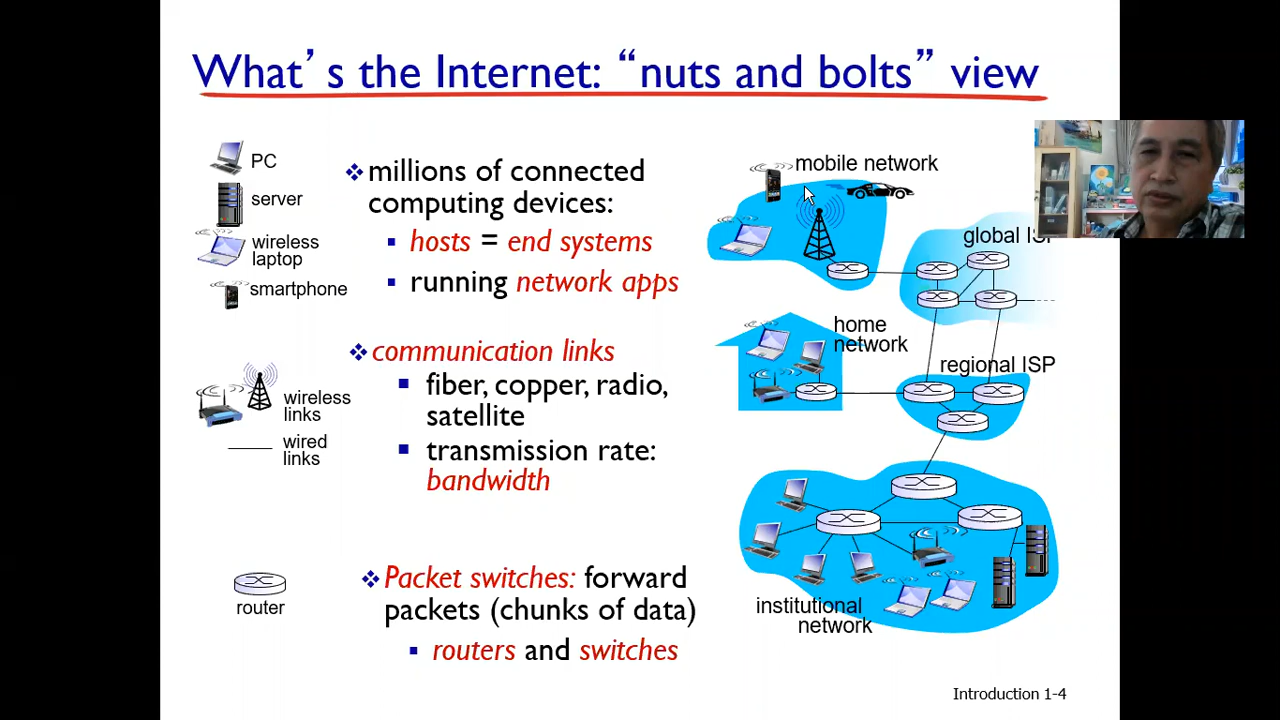 What's the Internet: “nuts and bolts” view
PC
server
wireless
laptop
smartphone
wireless
links
wired
links
router
❖ millions of connected
computing devices:
▪ hosts = end systems
▪ running network apps
❖ communication links
▪ fiber, copper, radio,
satellite
▪ transmission rate:
bandwidth
❖ Packet switches: forward
packets (chunks of data)
▪ routers and switches
mobile network
global
home
network
regional ISP
institutional
network
Introduction 1-4